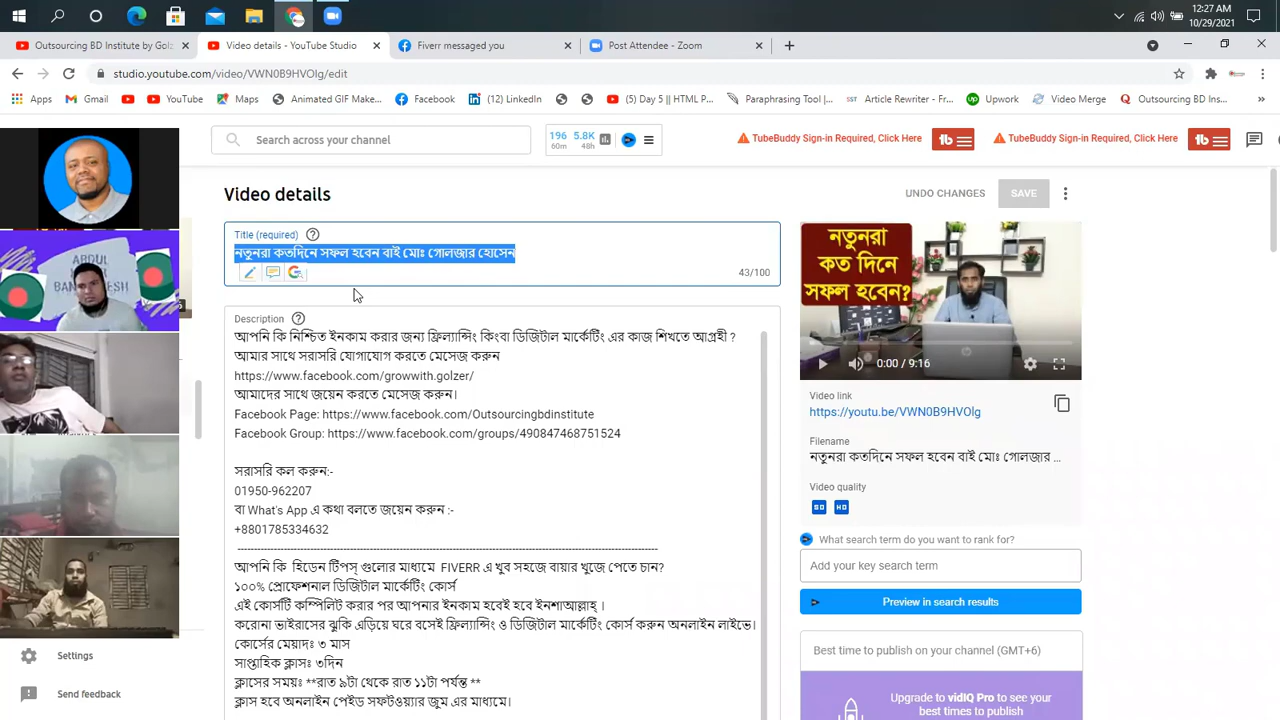 12:27 AM
10/29/2021
Outsourcing BD Institute by Golz
Video details - YouTube Studio
Fiverr messaged you
Post Attendee - Zoom
studio.youtube.com/video/VWN0B9HVOlg/edit
Apps
Gmail
YouTube
Maps
Animated GIF Make...
Facebook
(12) LinkedIn
(5) Day 5 || HTML P...
Paraphrasing Tool |...
Article Rewriter - Fr...
Upwork
Video Merge
Outsourcing BD Ins...
Search across your channel
196 5.8K
60m 48h
TubeBuddy Sign-in Required, Click Here
TubeBuddy Sign-in Required, Click Here
Video details
UNDO CHANGES
SAVE
Title (required)
নতুনরা কতদিনে সফল হবেন বাই মোঃ গোলজার হোসেন
43/100
Description
আপনি কি নিশ্চিত ইনকাম করার জন্য ফ্রিল্যান্সিং কিংবা ডিজিটাল মার্কেটিং এর কাজ শিখতে আগ্রহী ?
আমার সাথে সরাসরি যোগাযোগ করতে মেসেজ করুন
https://www.facebook.com/growwith.golzer/
আমাদের সাথে জয়েন করতে মেসেজ করুন।
Facebook Page: https://www.facebook.com/Outsourcingbdinstitute
Facebook Group: https://www.facebook.com/groups/490847468751524
সরাসরি কল করুন:-
01950-962207
বা What's App এ কথা বলতে জয়েন করুন :-
+8801785334632
আপনি কি হিডেন টিপস্ গুলোর মাধ্যমে FIVERR এ খুব সহজে বায়ার খুজে পেতে চান?
১০০% প্রোফেশনাল ডিজিটাল মার্কেটিং কোর্স
এই কোর্সটি কম্পিলিট করার পর আপনার ইনকাম হবেই হবে ইনশাআল্লাহ্ ।
করোনা ভাইরাসের ঝুকি এড়িয়ে ঘরে বসেই ফ্রিল্যান্সিং ও ডিজিটাল মার্কেটিং কোর্স করুন অনলাইন লাইভে।
কোর্সের মেয়াদঃ ৩ মাস
সাপ্তাহিক ক্লাসঃ ৩দিন
ক্লাসের সময়ঃ **রাত ৯টা থেকে রাত ১১টা পর্যন্ত **
ক্লাস হবে অনলাইন পেইড সফটওয়্যার জুম এর মাধ্যমে।
নতুনরা
কত দিনে
সফল হবেন?
0:00 / 9:16
Video link
https://youtu.be/VWN0B9HVOlg
Filename
নতুনরা কতদিনে সফল হবেন বাই মোঃ গোলজার ...
Video quality
SD HD
What search term do you want to rank for?
Add your key search term
Preview in search results
Best time to publish on your channel (GMT+6)
Upgrade to vidIQ Pro to see your
best times to publish
ABDUL
Settings
Send feedback